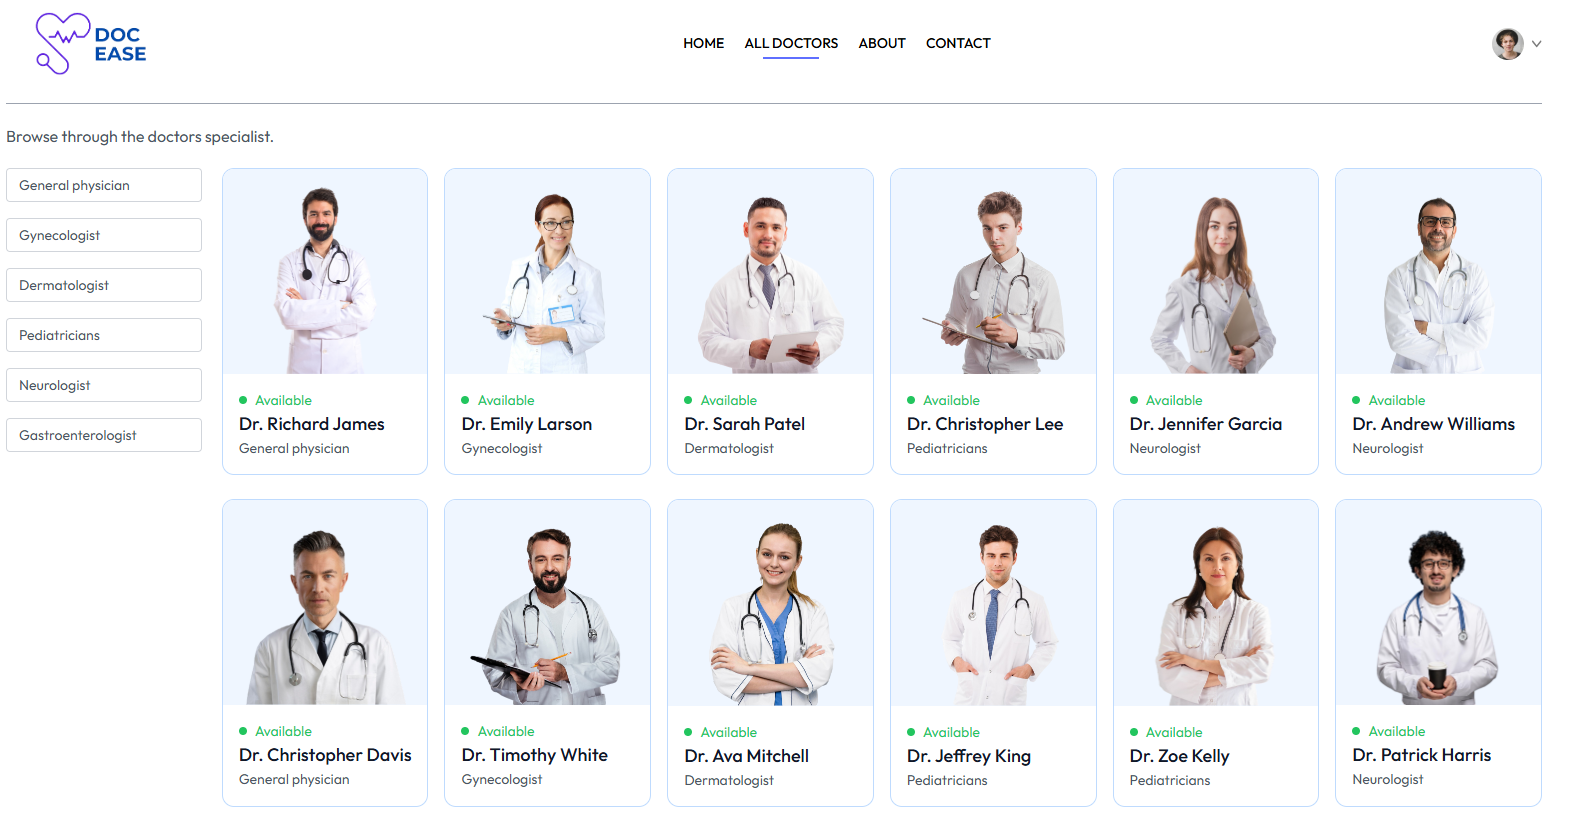 DOC
EASE
HOME ALL DOCTORS ABOUT CONTACT
Browse through the doctors specialist.
General physician
Gynecologist
Dermatologist
Pediatricians
Neurologist
Gastroenterologist
Available
Dr. Richard James
General physician
Available
Dr. Emily Larson
Gynecologist
Available
Dr. Sarah Patel
Dermatologist
Available
Dr. Christopher Lee
Pediatricians
Available
Dr. Jennifer Garcia
Neurologist
Available
Dr. Andrew Williams
Neurologist
Available
Dr. Christopher Davis
General physician
Available
Dr. Timothy White
Gynecologist
Available
Dr. Ava Mitchell
Dermatologist
Available
Dr. Jeffrey King
Pediatricians
Available
Dr. Zoe Kelly
Pediatricians
Available
Dr. Patrick Harris
Neurologist